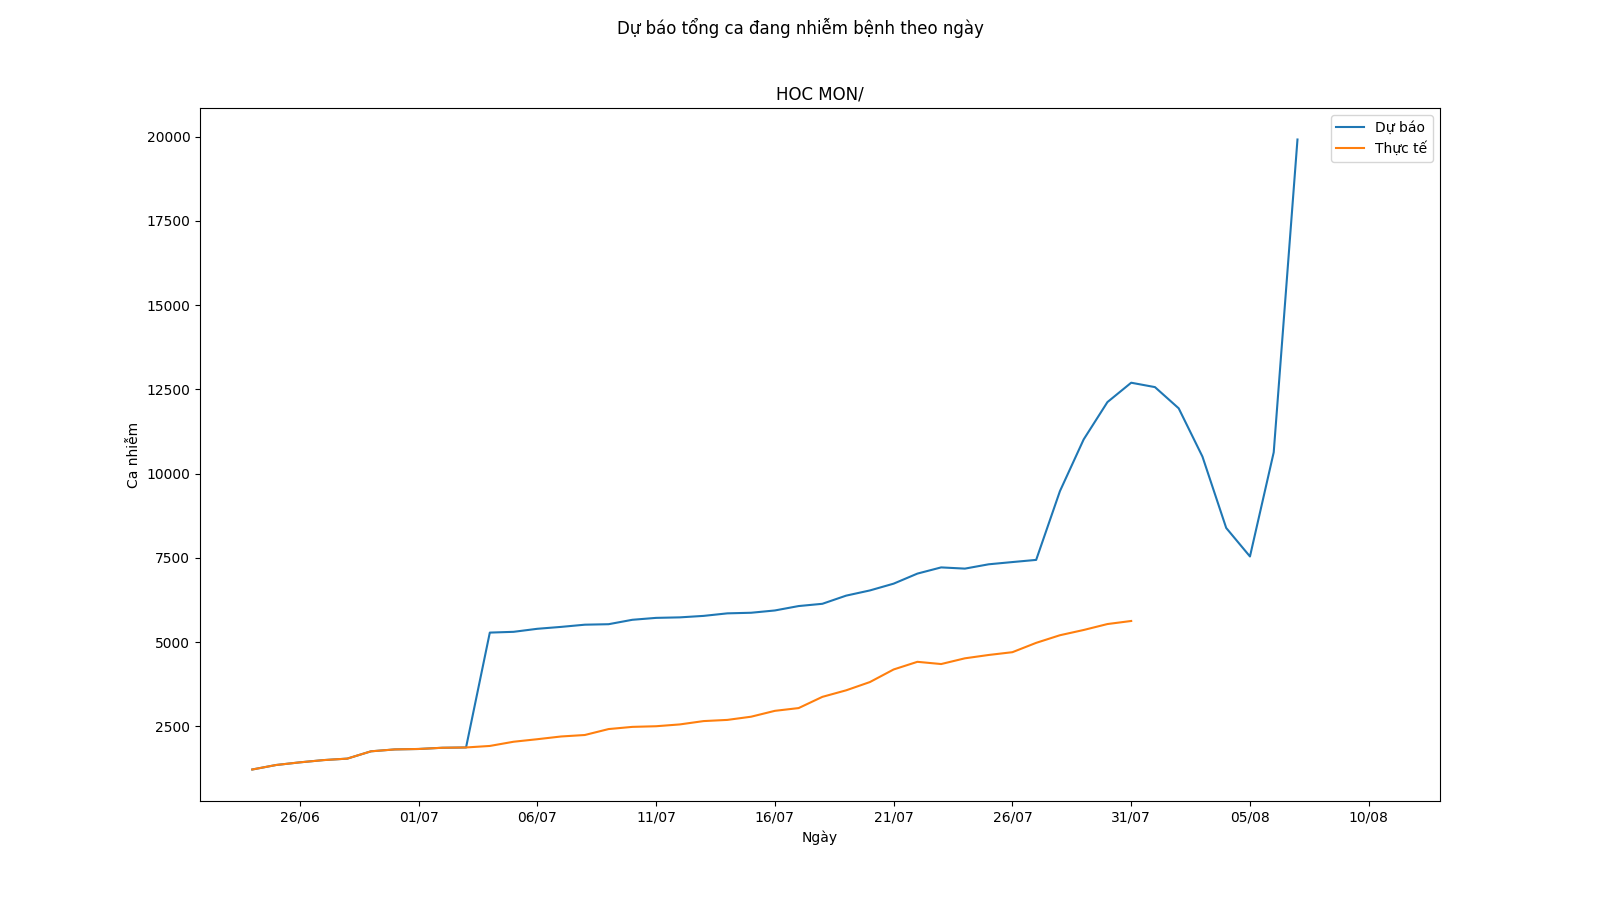 Dự báo tổng ca đang nhiễm bệnh theo ngày
HOC MON/
Dự báo
Thực tế
20000
17500
15000
12500
10000
7500
5000
2500
Ca nhiễm
26/06 01/07 06/07 11/07 16/07 21/07 26/07 31/07 05/08 10/08
Ngày